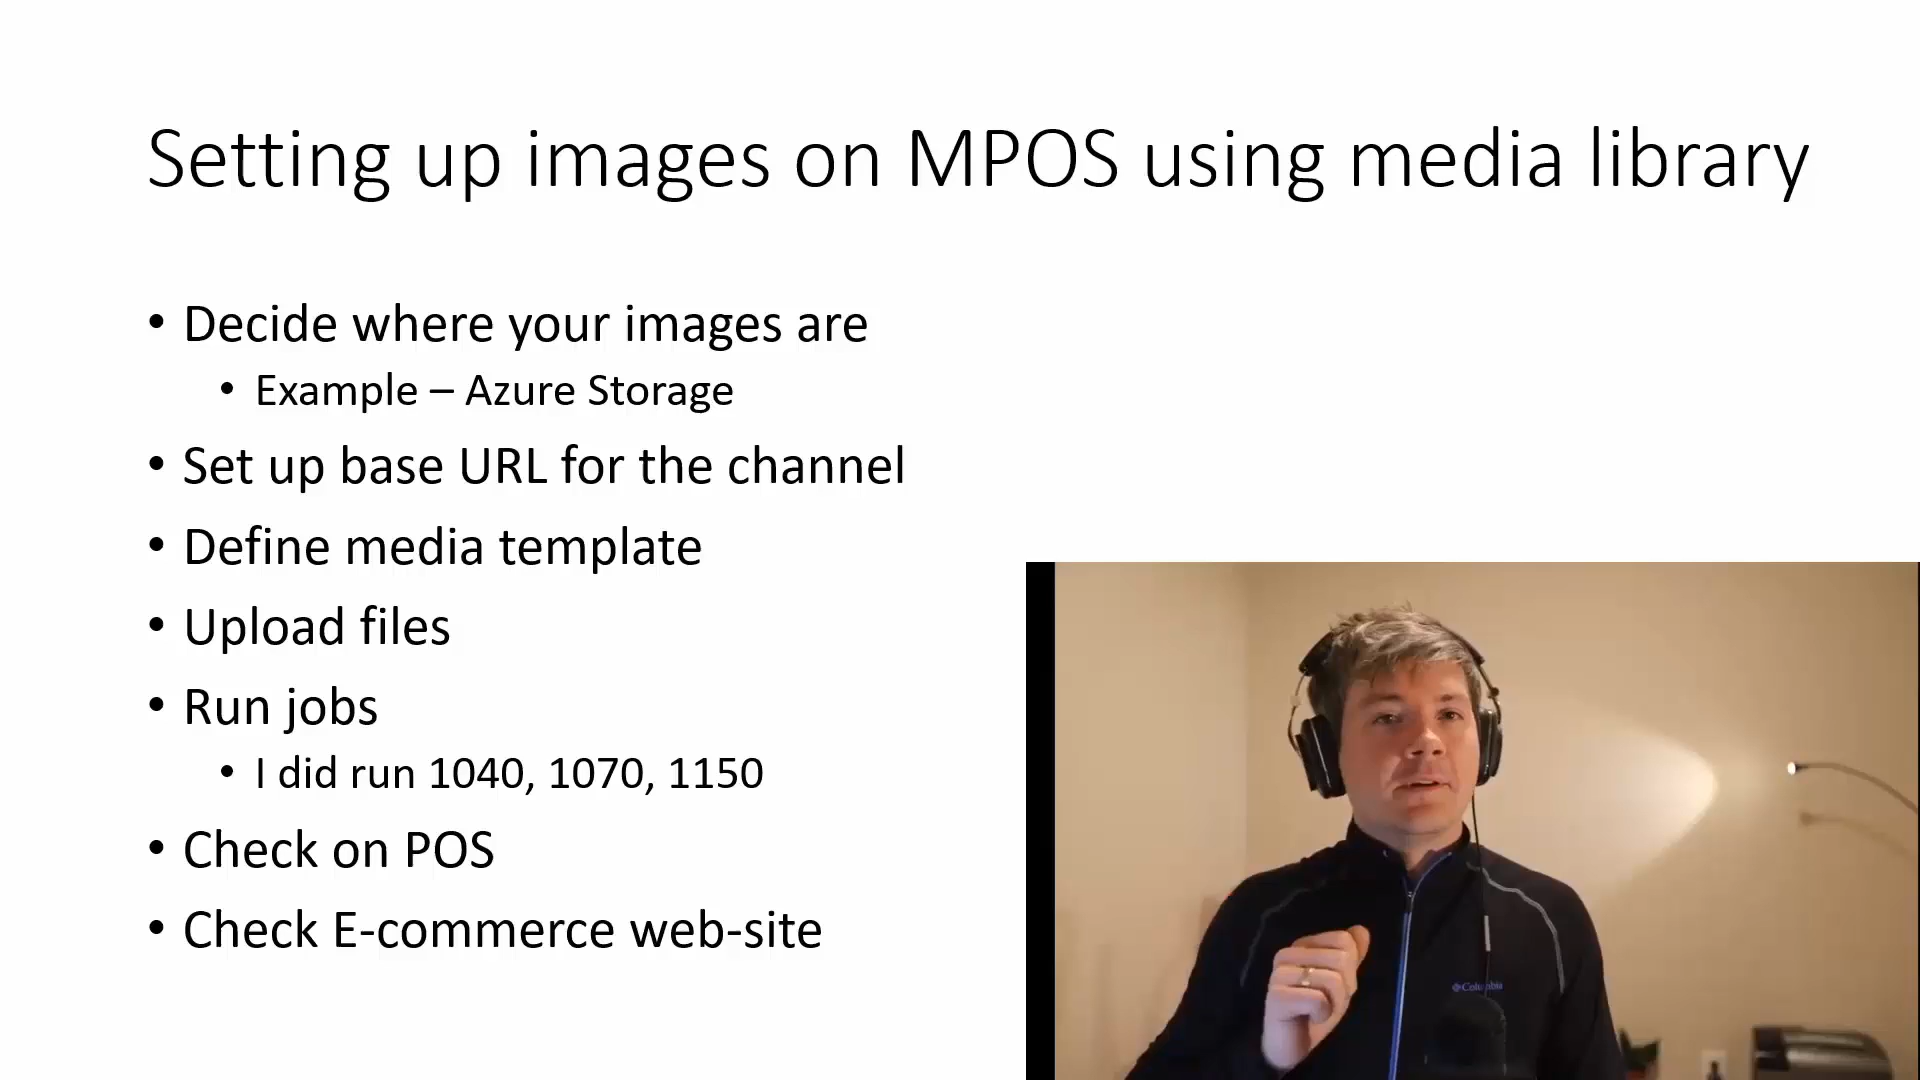 Setting up images on MPOS using media library
• Decide where your images are
• Example – Azure Storage
• Set up base URL for the channel
• Define media template
• Upload files
• Run jobs
• I did run 1040, 1070, 1150
• Check on POS
• Check E-commerce web-site
Columbia